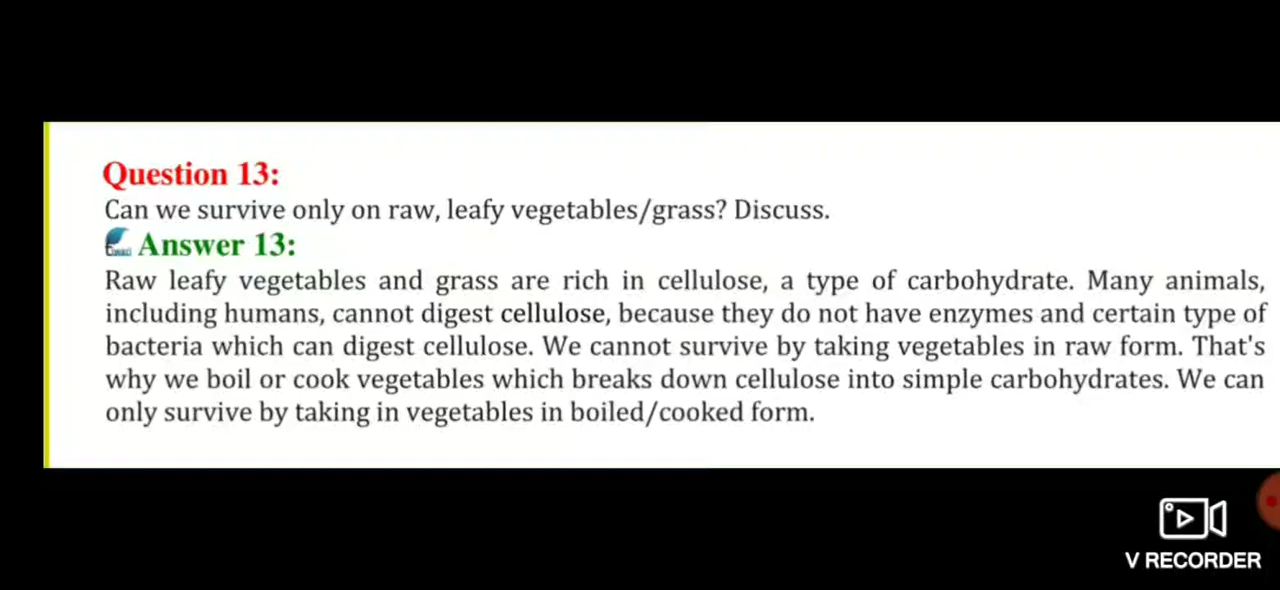 Question 13:
Can we survive only on raw, leafy vegetables/grass? Discuss.
Answer 13:
Raw leafy vegetables and grass are rich in cellulose, a type of carbohydrate. Many animals,
including humans, cannot digest cellulose, because they do not have enzymes and certain type of
bacteria which can digest cellulose. We cannot survive by taking vegetables in raw form. That's
why we boil or cook vegetables which breaks down cellulose into simple carbohydrates. We can
only survive by taking in vegetables in boiled/cooked form.
V RECORDER